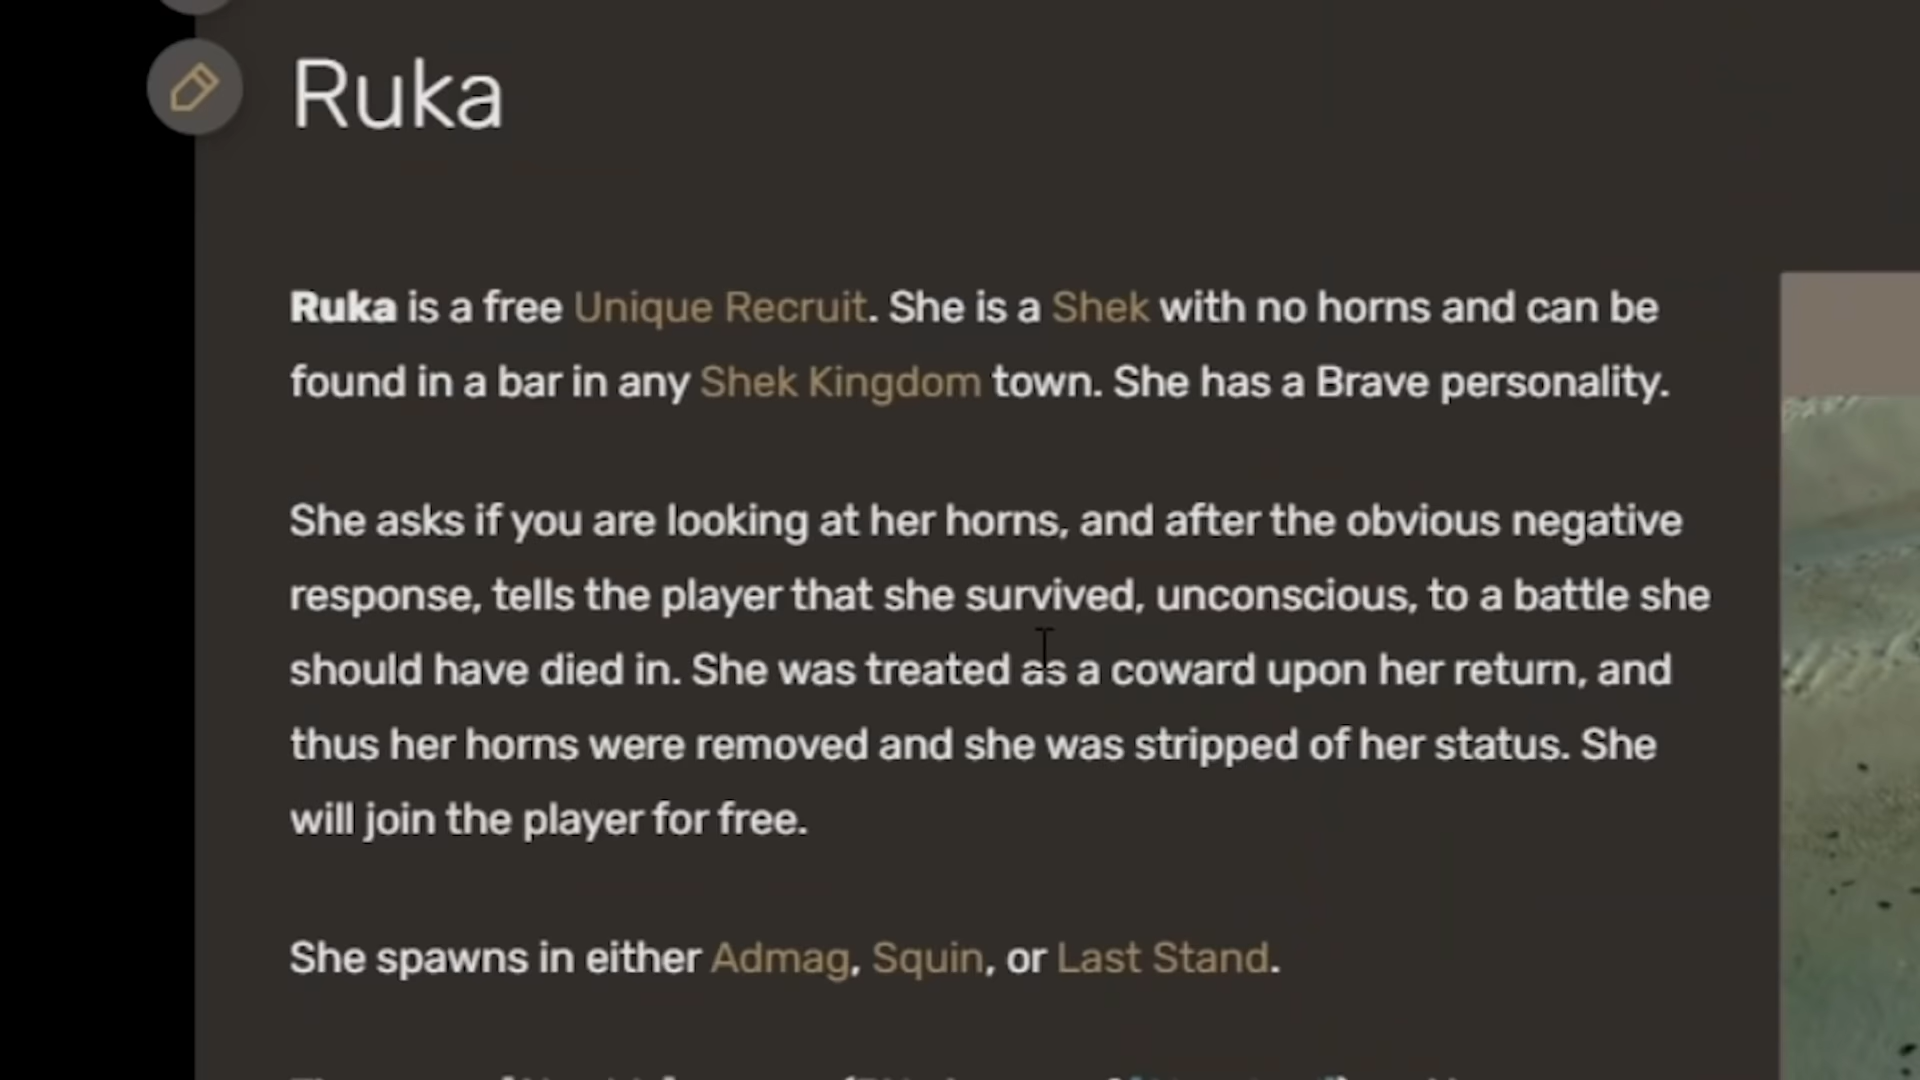 Ruka
Ruka is a free Unique Recruit. She is a Shek with no horns and can be
found in a bar in any Shek Kingdom town. She has a Brave personality.
She asks if you are looking at her horns, and after the obvious negative
response, tells the player that she survived, unconscious, to a battle she
should have died in. She was treated as a coward upon her return, and
thus her horns were removed and she was stripped of her status. She
will join the player for free.
She spawns in either Admag, Squin, or Last Stand.